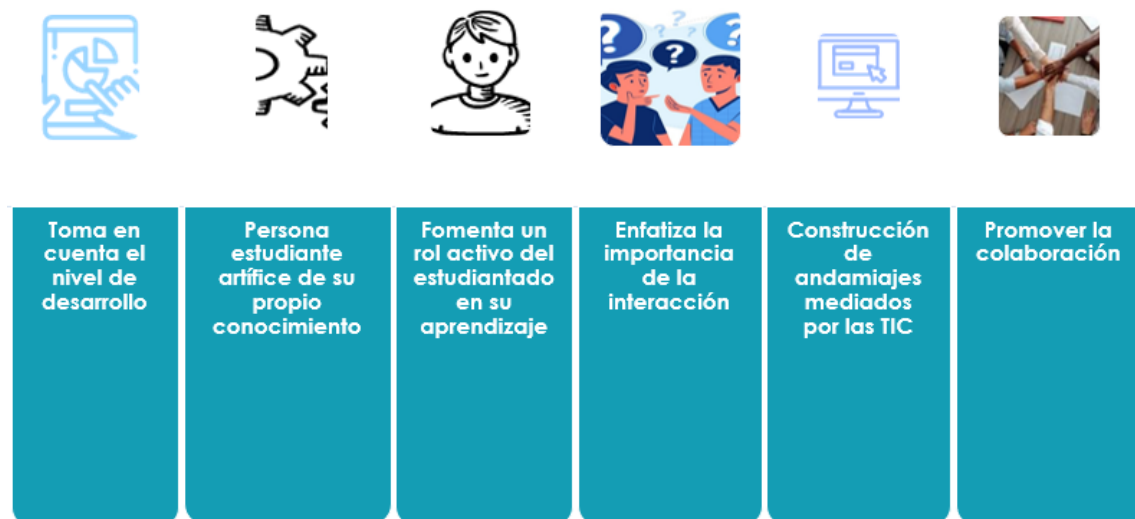 Toma en
cuenta el
nivel de
desarrollo
Persona
estudiante
artífice de su
propio
conocimiento
Fomenta un
rol activo del
estudiantado
en su
aprendizaje
Enfatiza la
importancia
de la
interacción
Construcción
de
andamiajes
mediados
por las TIC
Promover la
colaboración